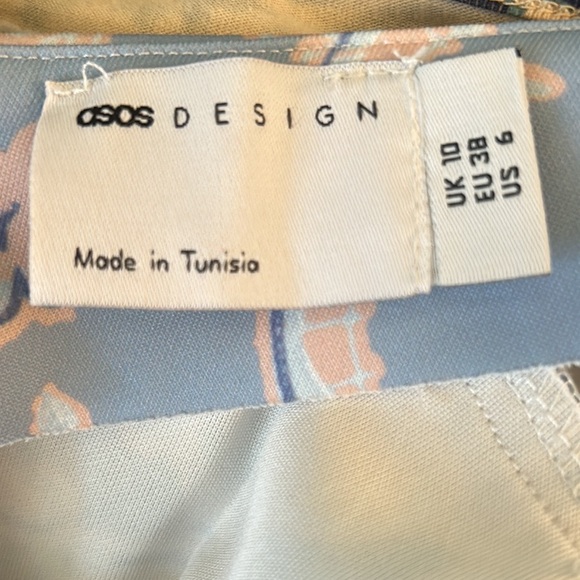 asos DESIGN
Made in Tunisia
UK 10
EU 38
US 6